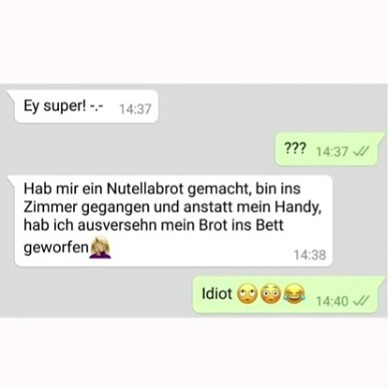 Ey super! -.- 14:37
??? 14:37
Hab mir ein Nutellabrot gemacht, bin ins
Zimmer gegangen und anstatt mein Handy,
hab ich ausversehn mein Brot ins Bett
geworfen🤦🏼‍♀️
14:38
Idiot 🙄😳😂 14:40